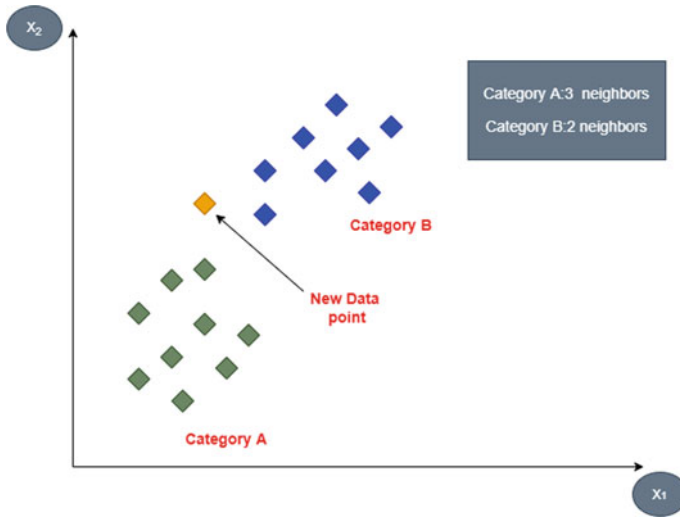 X₂
Category A:3 neighbors
Category B:2 neighbors
Category B
New Data
point
Category A
X₁